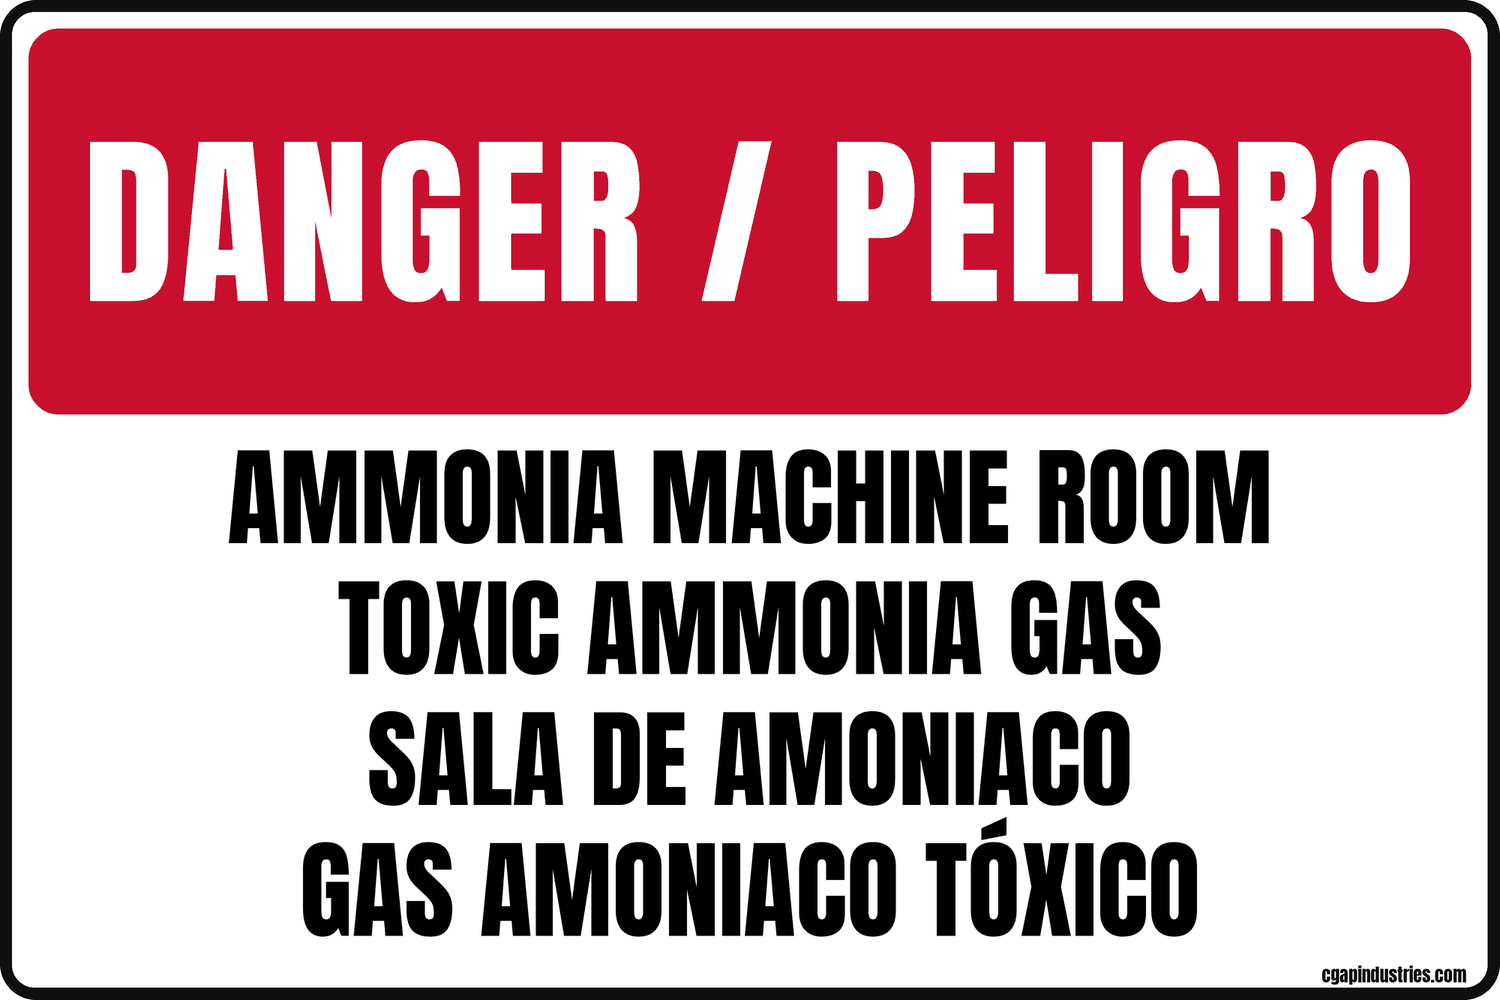 DANGER / PELIGRO
AMMONIA MACHINE ROOM
TOXIC AMMONIA GAS
SALA DE AMONIACO
GAS AMONIACO TÓXICO
cgapindustries.com